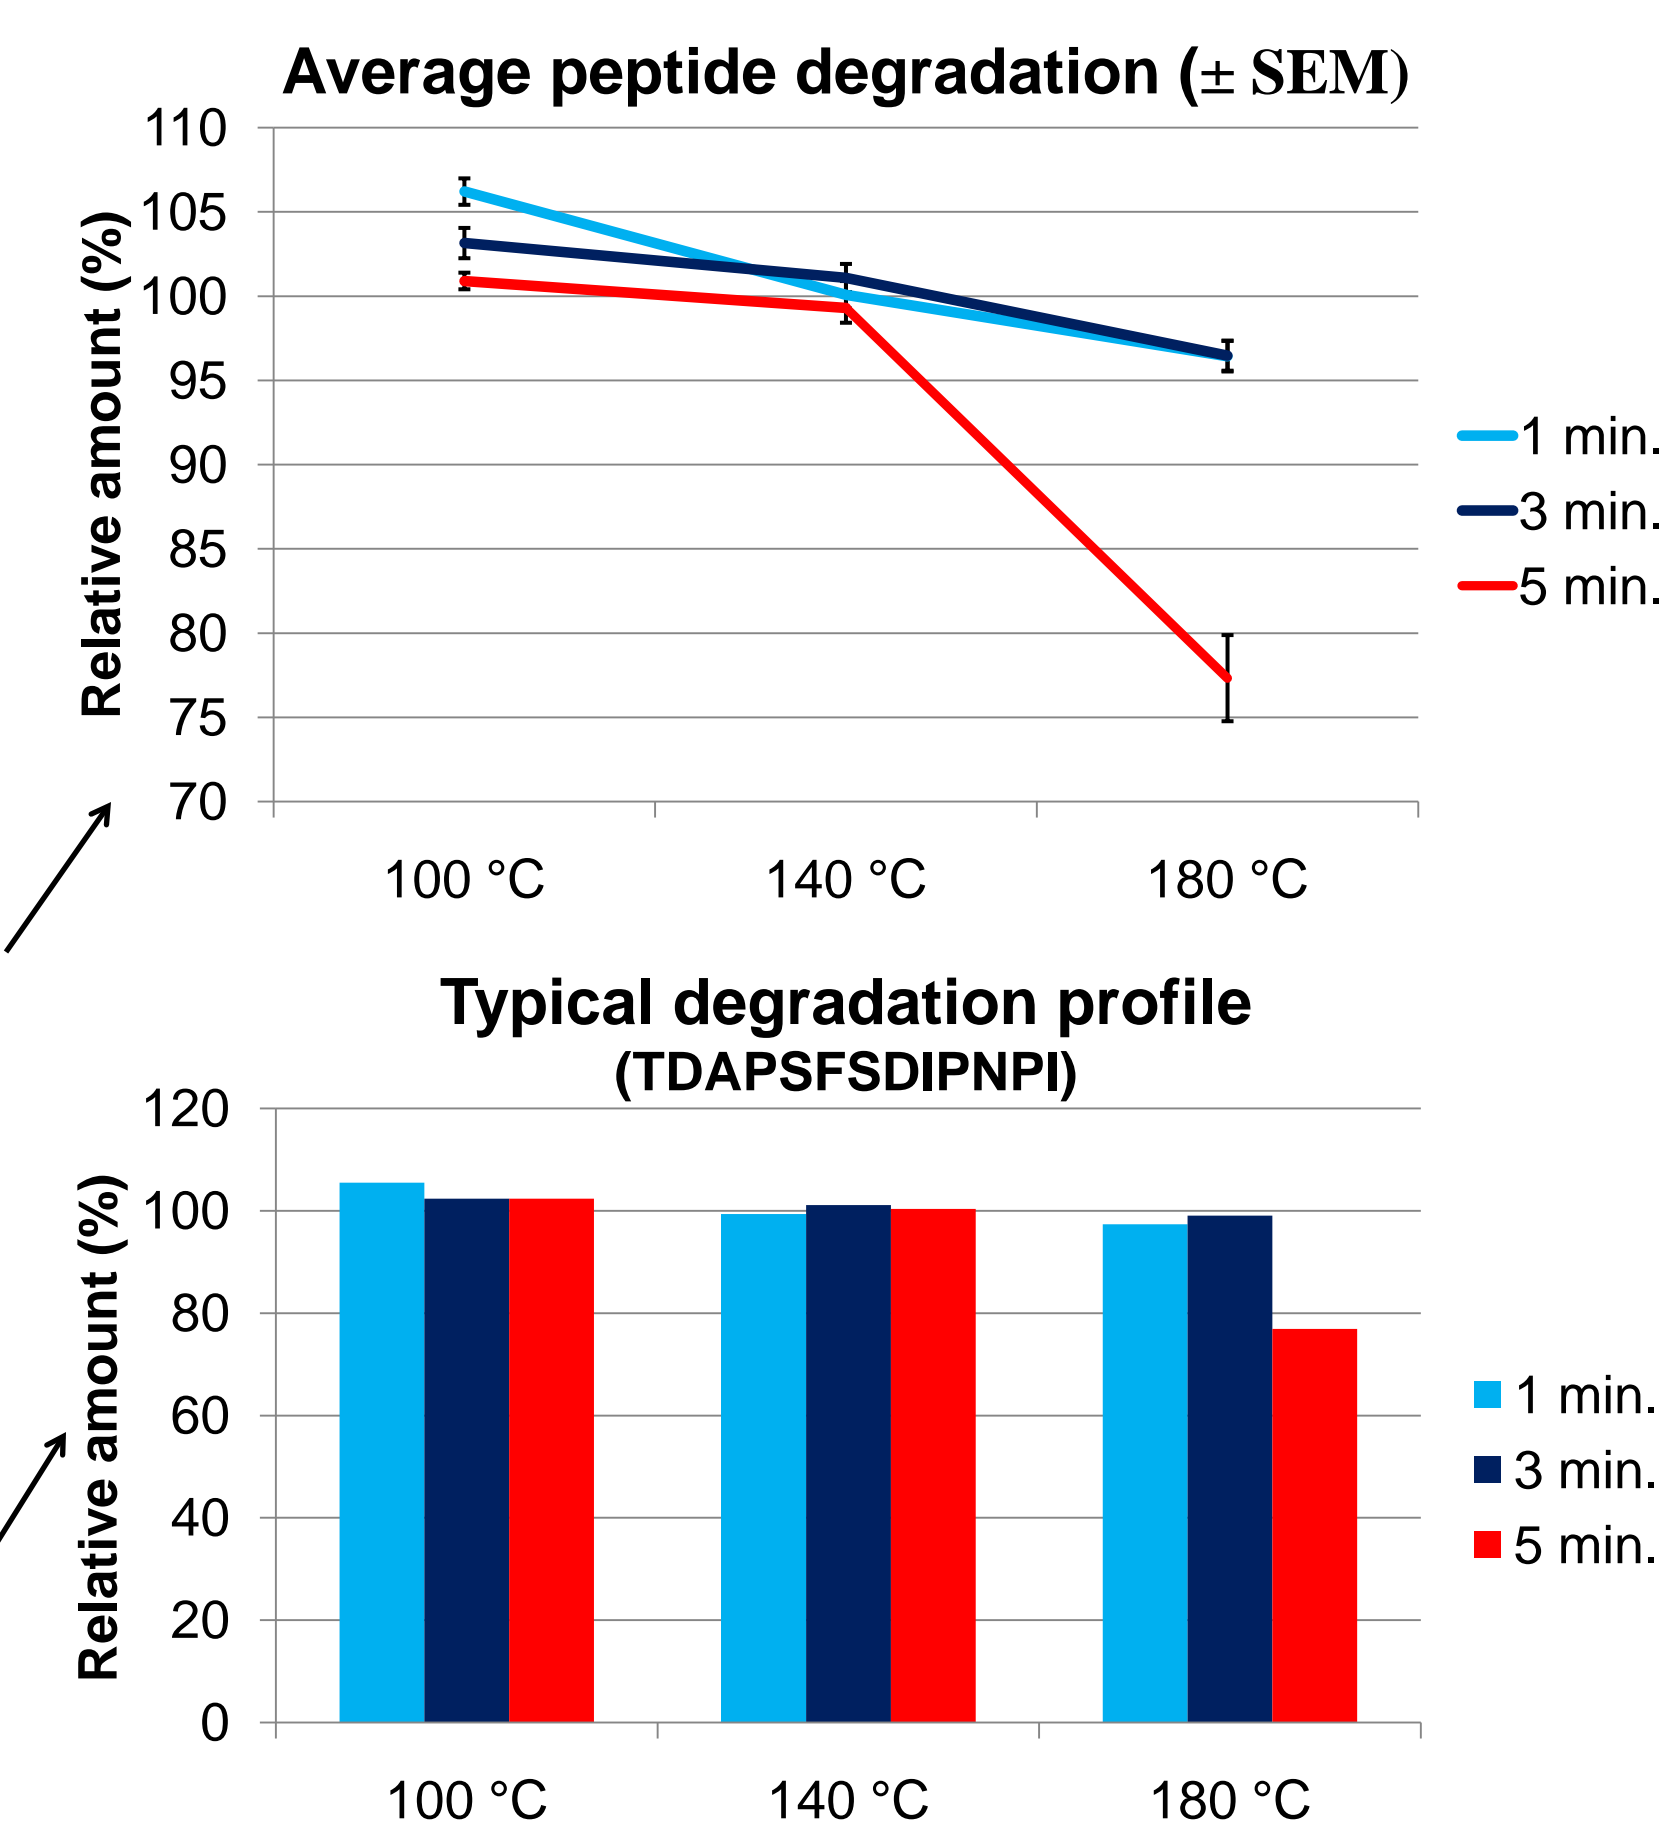 Average peptide degradation (± SEM)
Relative amount (%)
110
105
100
95
90
85
80
75
70
100 °C 140 °C 180 °C
1 min.
3 min.
5 min.
Typical degradation profile
(TDAPSFSDIPNPI)
Relative amount (%)
120
100
80
60
40
20
0
100 °C 140 °C 180 °C
1 min.
3 min.
5 min.